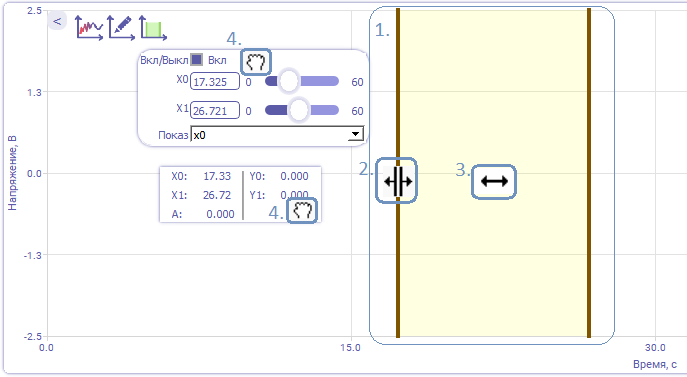 2.5
<
1.
4.
Вкл/Выкл Вкл
X0 17.325 0 60
1.3
X1 26.721 0 60
Показ x0
Напряжение, В
0.0
2.
3.
X0: 17.33 Y0: 0.000
X1: 26.72 Y1: 0.000
A: 0.000
4.
-1.3
-2.5
0.0 15.0 30.0
Время, с